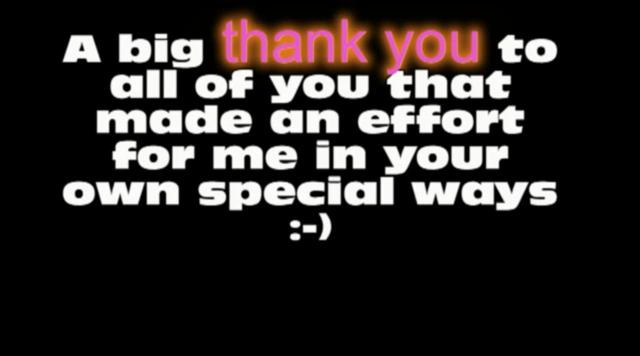 A big thank you to
all of you that
made an effort
for me in your
own special ways
:-)